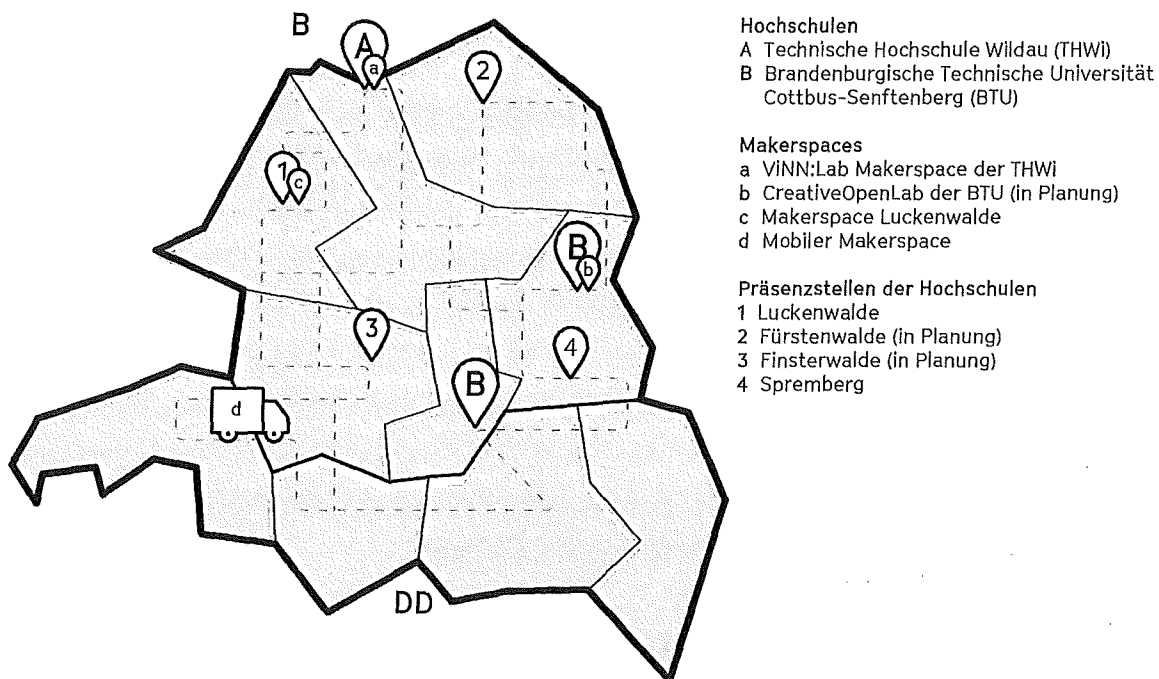 B
A
a
2
1
c
B
b
3
4
B
d
DD
Hochschulen
A Technische Hochschule Wildau (THWi)
B Brandenburgische Technische Universität
Cottbus-Senftenberg (BTU)
Makerspaces
a ViNN:Lab Makerspace der THWi
b CreativeOpenLab der BTU (in Planung)
c Makerspace Luckenwalde
d Mobiler Makerspace
Präsenzstellen der Hochschulen
1 Luckenwalde
2 Fürstenwalde (in Planung)
3 Finsterwalde (in Planung)
4 Spremberg